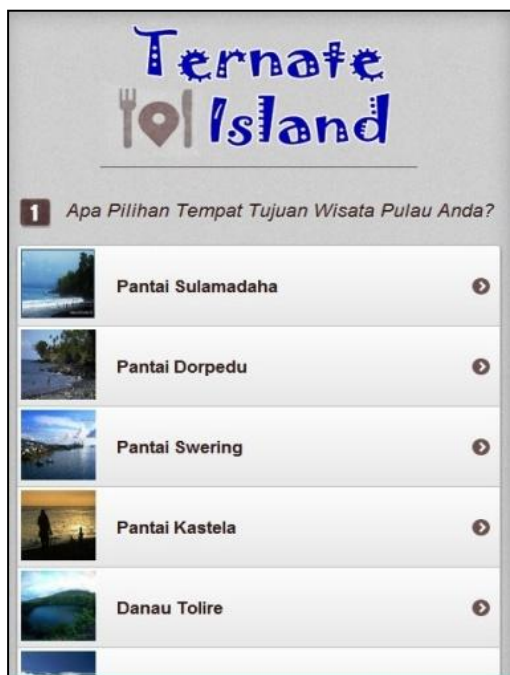 Ternate
Island
1 Apa Pilihan Tempat Tujuan Wisata Pulau Anda?
Pantai Sulamadaha
Pantai Dorpedu
Pantai Swering
Pantai Kastela
Danau Tolire